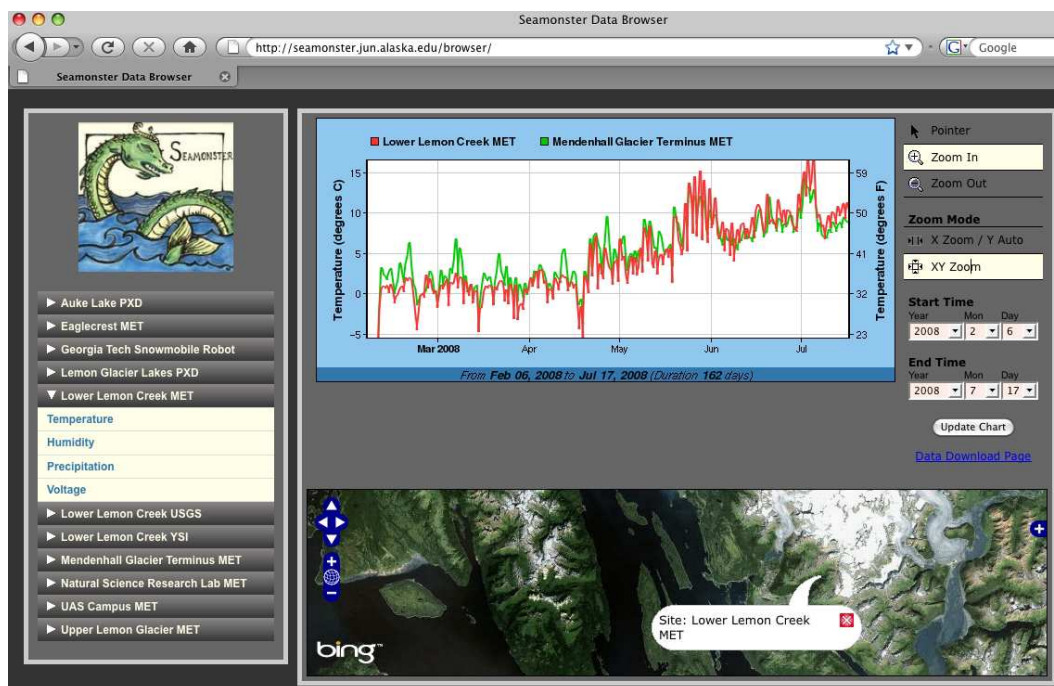 Seamonster Data Browser
http://seamonster.jun.alaska.edu/browser/
Google
Seamonster Data Browser
SEAMONSTER
Auke Lake PXD
Eaglecrest MET
Georgia Tech Snowmobile Robot
Lemon Glacier Lakes PXD
Lower Lemon Creek MET
Temperature
Humidity
Precipitation
Voltage
Lower Lemon Creek USGS
Lower Lemon Creek YSI
Mendenhall Glacier Terminus MET
Natural Science Research Lab MET
UAS Campus MET
Upper Lemon Glacier MET
Lower Lemon Creek MET Mendenhall Glacier Terminus MET
Temperature (degrees C)
15
10
5
0
-5
59
50
41
32
23
Temperature (degrees F)
Mar 2008 Apr May Jun Jul
From Feb 06, 2008 to Jul 17, 2008 (Duration 162 days)
Pointer
Zoom In
Zoom Out
Zoom Mode
X Zoom / Y Auto
XY Zoom
Start Time
Year Mon Day
2008 2 6
End Time
Year Mon Day
2008 7 17
Update Chart
Data Download Page
Site: Lower Lemon Creek
MET
bing™